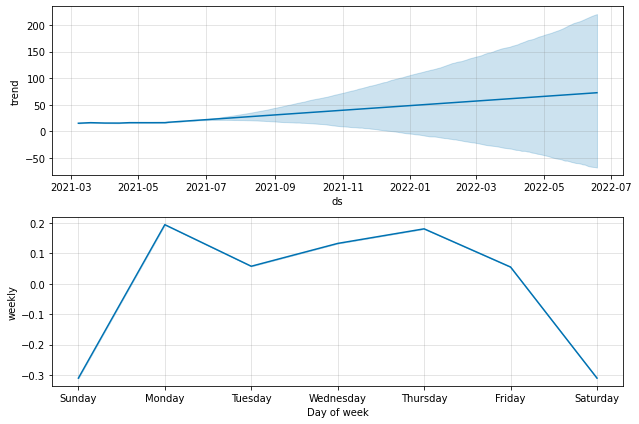 200
150
100
50
0
−50
trend
2021-03 2021-05 2021-07 2021-09 2021-11 2022-01 2022-03 2022-05 2022-07
ds
0.2
0.1
0.0
−0.1
−0.2
−0.3
weekly
Sunday Monday Tuesday Wednesday Thursday Friday Saturday
Day of week